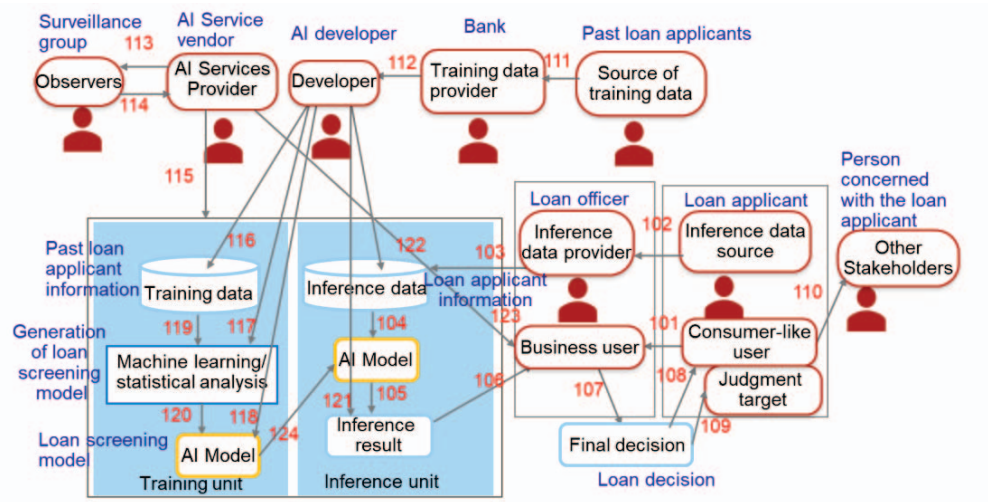 Surveillance
group
113
AI Service
vendor
AI developer
Bank
Past loan applicants
Observers
AI Services
Provider
Developer
112
Training data
provider
111
Source of
training data
114
115
Person
concerned
with the loan
applicant
Loan officer
Loan applicant
116
122
103
Inference
data provider
102
Inference data
source
Other
Stakeholders
Past loan
applicant
information
Training data
Inference data
Loan applicant
information
110
119
117
104
123
101
Generation
of loan
screening
model
Machine learning/
statistical analysis
AI Model
Business user
Consumer-like
user
105
106
107
108
Judgment
target
120
118
121
109
Loan screening
model
124
Inference
result
Final decision
AI Model
Training unit
Inference unit
Loan decision